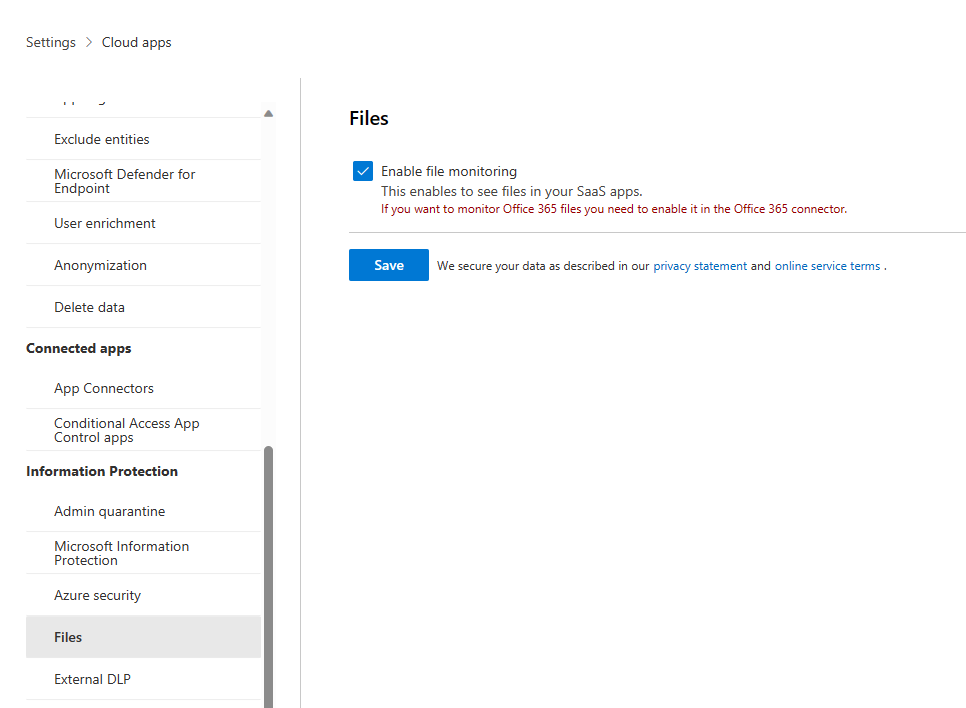 Settings > Cloud apps
Exclude entities
Microsoft Defender for
Endpoint
User enrichment
Anonymization
Delete data
Connected apps
App Connectors
Conditional Access App
Control apps
Information Protection
Admin quarantine
Microsoft Information
Protection
Azure security
Files
External DLP
Files
Enable file monitoring
This enables to see files in your SaaS apps.
If you want to monitor Office 365 files you need to enable it in the Office 365 connector.
Save We secure your data as described in our privacy statement and online service terms .